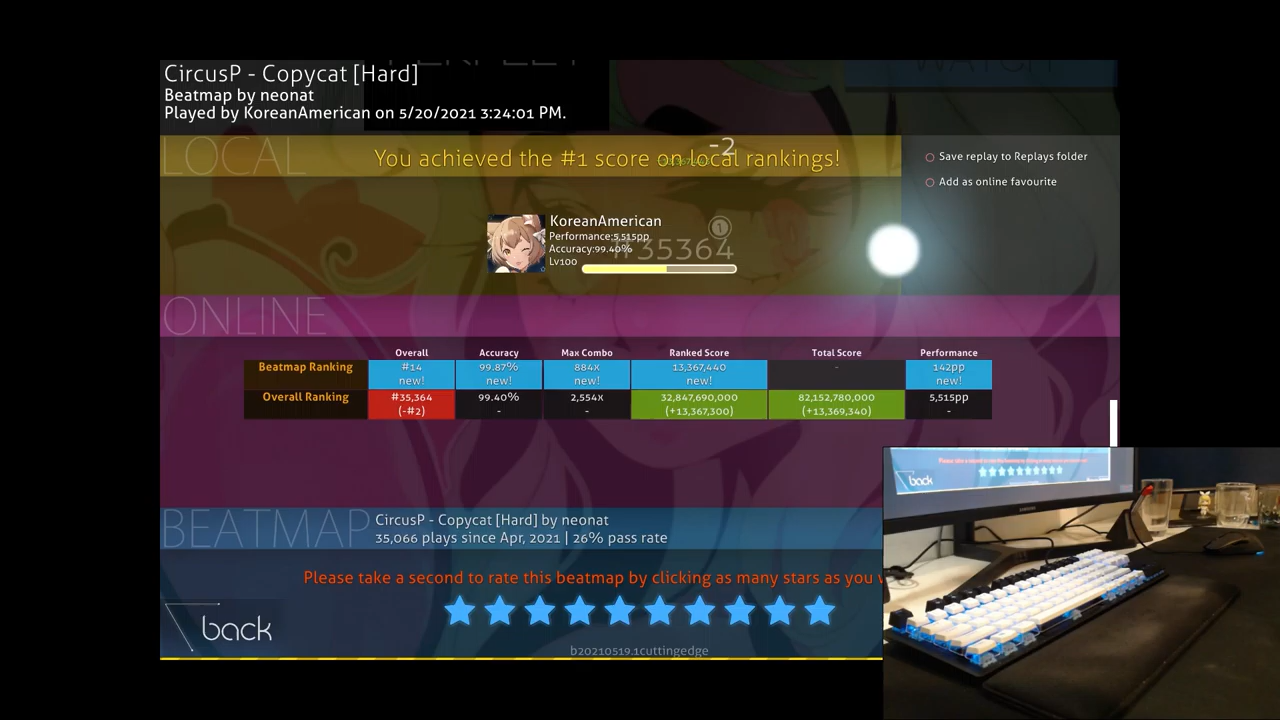 CircusP - Copycat [Hard]
Beatmap by neonat
Played by KoreanAmerican on 5/20/2021 3:24:01 PM.
WATCH
LOCAL
You achieved the #1 score on local rankings!
-2
Save replay to Replays folder
Add as online favourite
KoreanAmerican
Performance:5,515pp
Accuracy:99.40%
Lv100
1
#35364
ONLINE
Overall Accuracy Max Combo Ranked Score Total Score Performance
Beatmap Ranking #14 99.87% 884x 13,367,440 - 142pp
new! new! new! new! new!
Overall Ranking #35,364 99.40% 2,554x 32,847,690,000 82,152,780,000 5,515pp
(-#2) - - (+13,367,300) (+13,369,340) -
BEATMAP
CircusP - Copycat [Hard] by neonat
35,066 plays since Apr, 2021 | 26% pass rate
Please take a second to rate this beatmap by clicking as many stars as you
back
b20210519.1cuttingedge
back
SAMSUNG